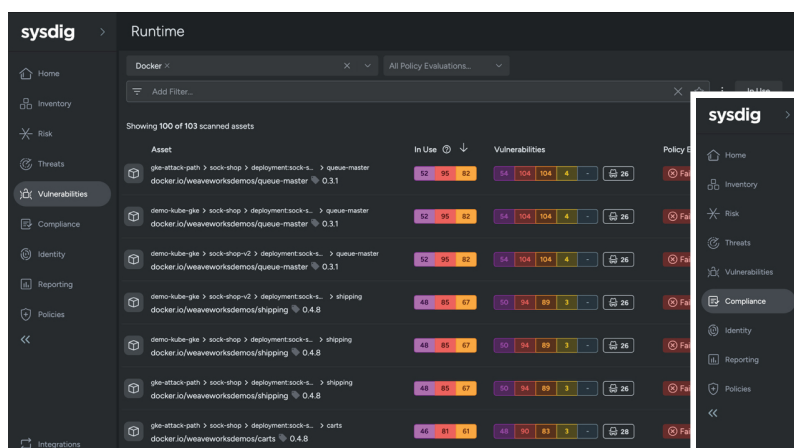 sysdig
Runtime
Home
Inventory
Risk
Threats
Vulnerabilities
Compliance
Identity
Reporting
Policies
Integrations
Docker
All Policy Evaluations...
Add Filter...
In Use
Showing 100 of 103 scanned assets
Asset In Use Vulnerabilities Policy E
gke-attack-path > sock-shop > deployment:sock-s... > queue-master
docker.io/weaveworksdemos/queue-master 0.3.1
52 95 82 54 104 104 4 - 26 Fai
demo-kube-gke > sock-shop > deployment:sock-s... > queue-master
docker.io/weaveworksdemos/queue-master 0.3.1
52 95 82 54 104 104 4 - 26 Fai
demo-kube-gke > sock-shop-v2 > deployment:sock-s... > queue-master
docker.io/weaveworksdemos/queue-master 0.3.1
52 95 82 54 104 104 4 - 26 Fai
demo-kube-gke > sock-shop-v2 > deployment:sock-s... > shipping
docker.io/weaveworksdemos/shipping 0.4.8
48 85 67 50 94 89 3 - 26 Fai
demo-kube-gke > sock-shop > deployment:sock-s... > shipping
docker.io/weaveworksdemos/shipping 0.4.8
48 85 67 50 94 89 3 - 26 Fai
gke-attack-path > sock-shop > deployment:sock-s... > shipping
docker.io/weaveworksdemos/shipping 0.4.8
48 85 67 50 94 89 3 - 26 Fai
gke-attack-path > sock-shop > deployment:sock-s... > carts
docker.io/weaveworksdemos/carts 0.4.8
46 81 61 48 90 83 3 - 28 Fai
sysdig
Home
Inventory
Risk
Threats
Vulnerabilities
Compliance
Identity
Reporting
Policies